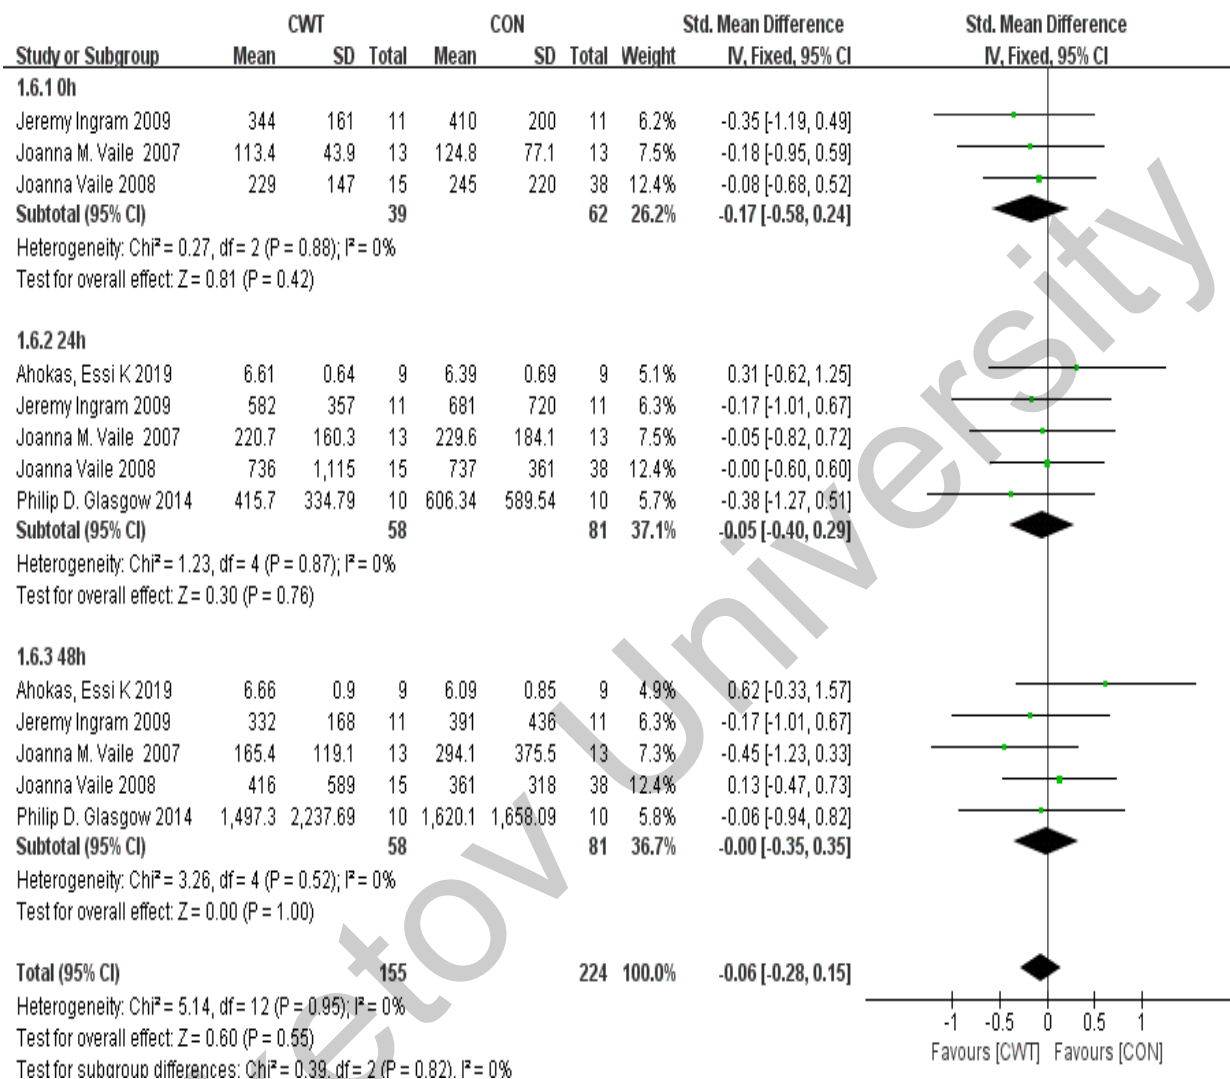 CWT CON Std. Mean Difference Std. Mean Difference
Study or Subgroup Mean SD Total Mean SD Total Weight IV, Fixed, 95% CI IV, Fixed, 95% CI
1.6.1 0h
Jeremy Ingram 2009 344 161 11 410 200 11 6.2% -0.35 [-1.19, 0.49]
Joanna M. Vaile 2007 113.4 43.9 13 124.8 77.1 13 7.5% -0.18 [-0.95, 0.59]
Joanna Vaile 2008 229 147 15 245 220 38 12.4% -0.08 [-0.68, 0.52]
Subtotal (95% CI) 39 62 26.2% -0.17 [-0.58, 0.24]
Heterogeneity: Chi² = 0.27, df = 2 (P = 0.88); I² = 0%
Test for overall effect: Z = 0.81 (P = 0.42)
1.6.2 24h
Ahokas, Essi K 2019 6.61 0.64 9 6.39 0.69 9 5.1% 0.31 [-0.62, 1.25]
Jeremy Ingram 2009 582 357 11 681 720 11 6.3% -0.17 [-1.01, 0.67]
Joanna M. Vaile 2007 220.7 160.3 13 229.6 184.1 13 7.5% -0.05 [-0.82, 0.72]
Joanna Vaile 2008 736 1,115 15 737 361 38 12.4% -0.00 [-0.60, 0.60]
Philip D. Glasgow 2014 415.7 334.79 10 606.34 589.54 10 5.7% -0.38 [-1.27, 0.51]
Subtotal (95% CI) 58 81 37.1% -0.05 [-0.40, 0.29]
Heterogeneity: Chi² = 1.23, df = 4 (P = 0.87); I² = 0%
Test for overall effect: Z = 0.30 (P = 0.76)
1.6.3 48h
Ahokas, Essi K 2019 6.66 0.9 9 6.09 0.85 9 4.9% 0.62 [-0.33, 1.57]
Jeremy Ingram 2009 332 168 11 391 436 11 6.3% -0.17 [-1.01, 0.67]
Joanna M. Vaile 2007 165.4 119.1 13 294.1 375.5 13 7.3% -0.45 [-1.23, 0.33]
Joanna Vaile 2008 416 589 15 361 318 38 12.4% 0.13 [-0.47, 0.73]
Philip D. Glasgow 2014 1,497.3 2,237.69 10 1,620.1 1,658.09 10 5.8% -0.06 [-0.94, 0.82]
Subtotal (95% CI) 58 81 36.7% -0.00 [-0.35, 0.35]
Heterogeneity: Chi² = 3.26, df = 4 (P = 0.52); I² = 0%
Test for overall effect: Z = 0.00 (P = 1.00)
Total (95% CI) 155 224 100.0% -0.06 [-0.28, 0.15]
Heterogeneity: Chi² = 5.14, df = 12 (P = 0.95); I² = 0%
Test for overall effect: Z = 0.60 (P = 0.55)
Test for subgroup differences: Chi² = 0.39, df = 2 (P = 0.82), I² = 0%
-1 -0.5 0 0.5 1
Favours [CWT] Favours [CON]
University